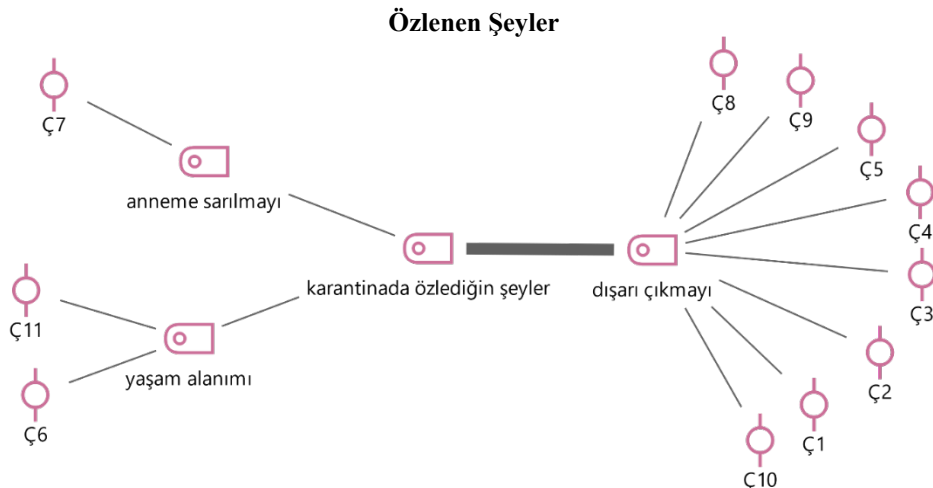 Özlenen Şeyler
Ç7
Ç8
Ç9
Ç5
anneme sarılmayı
Ç4
karantinada özlediğin şeyler
dışarı çıkmayı
Ç3
Ç11
yaşam alanımı
Ç2
Ç6
Ç1
Ç10